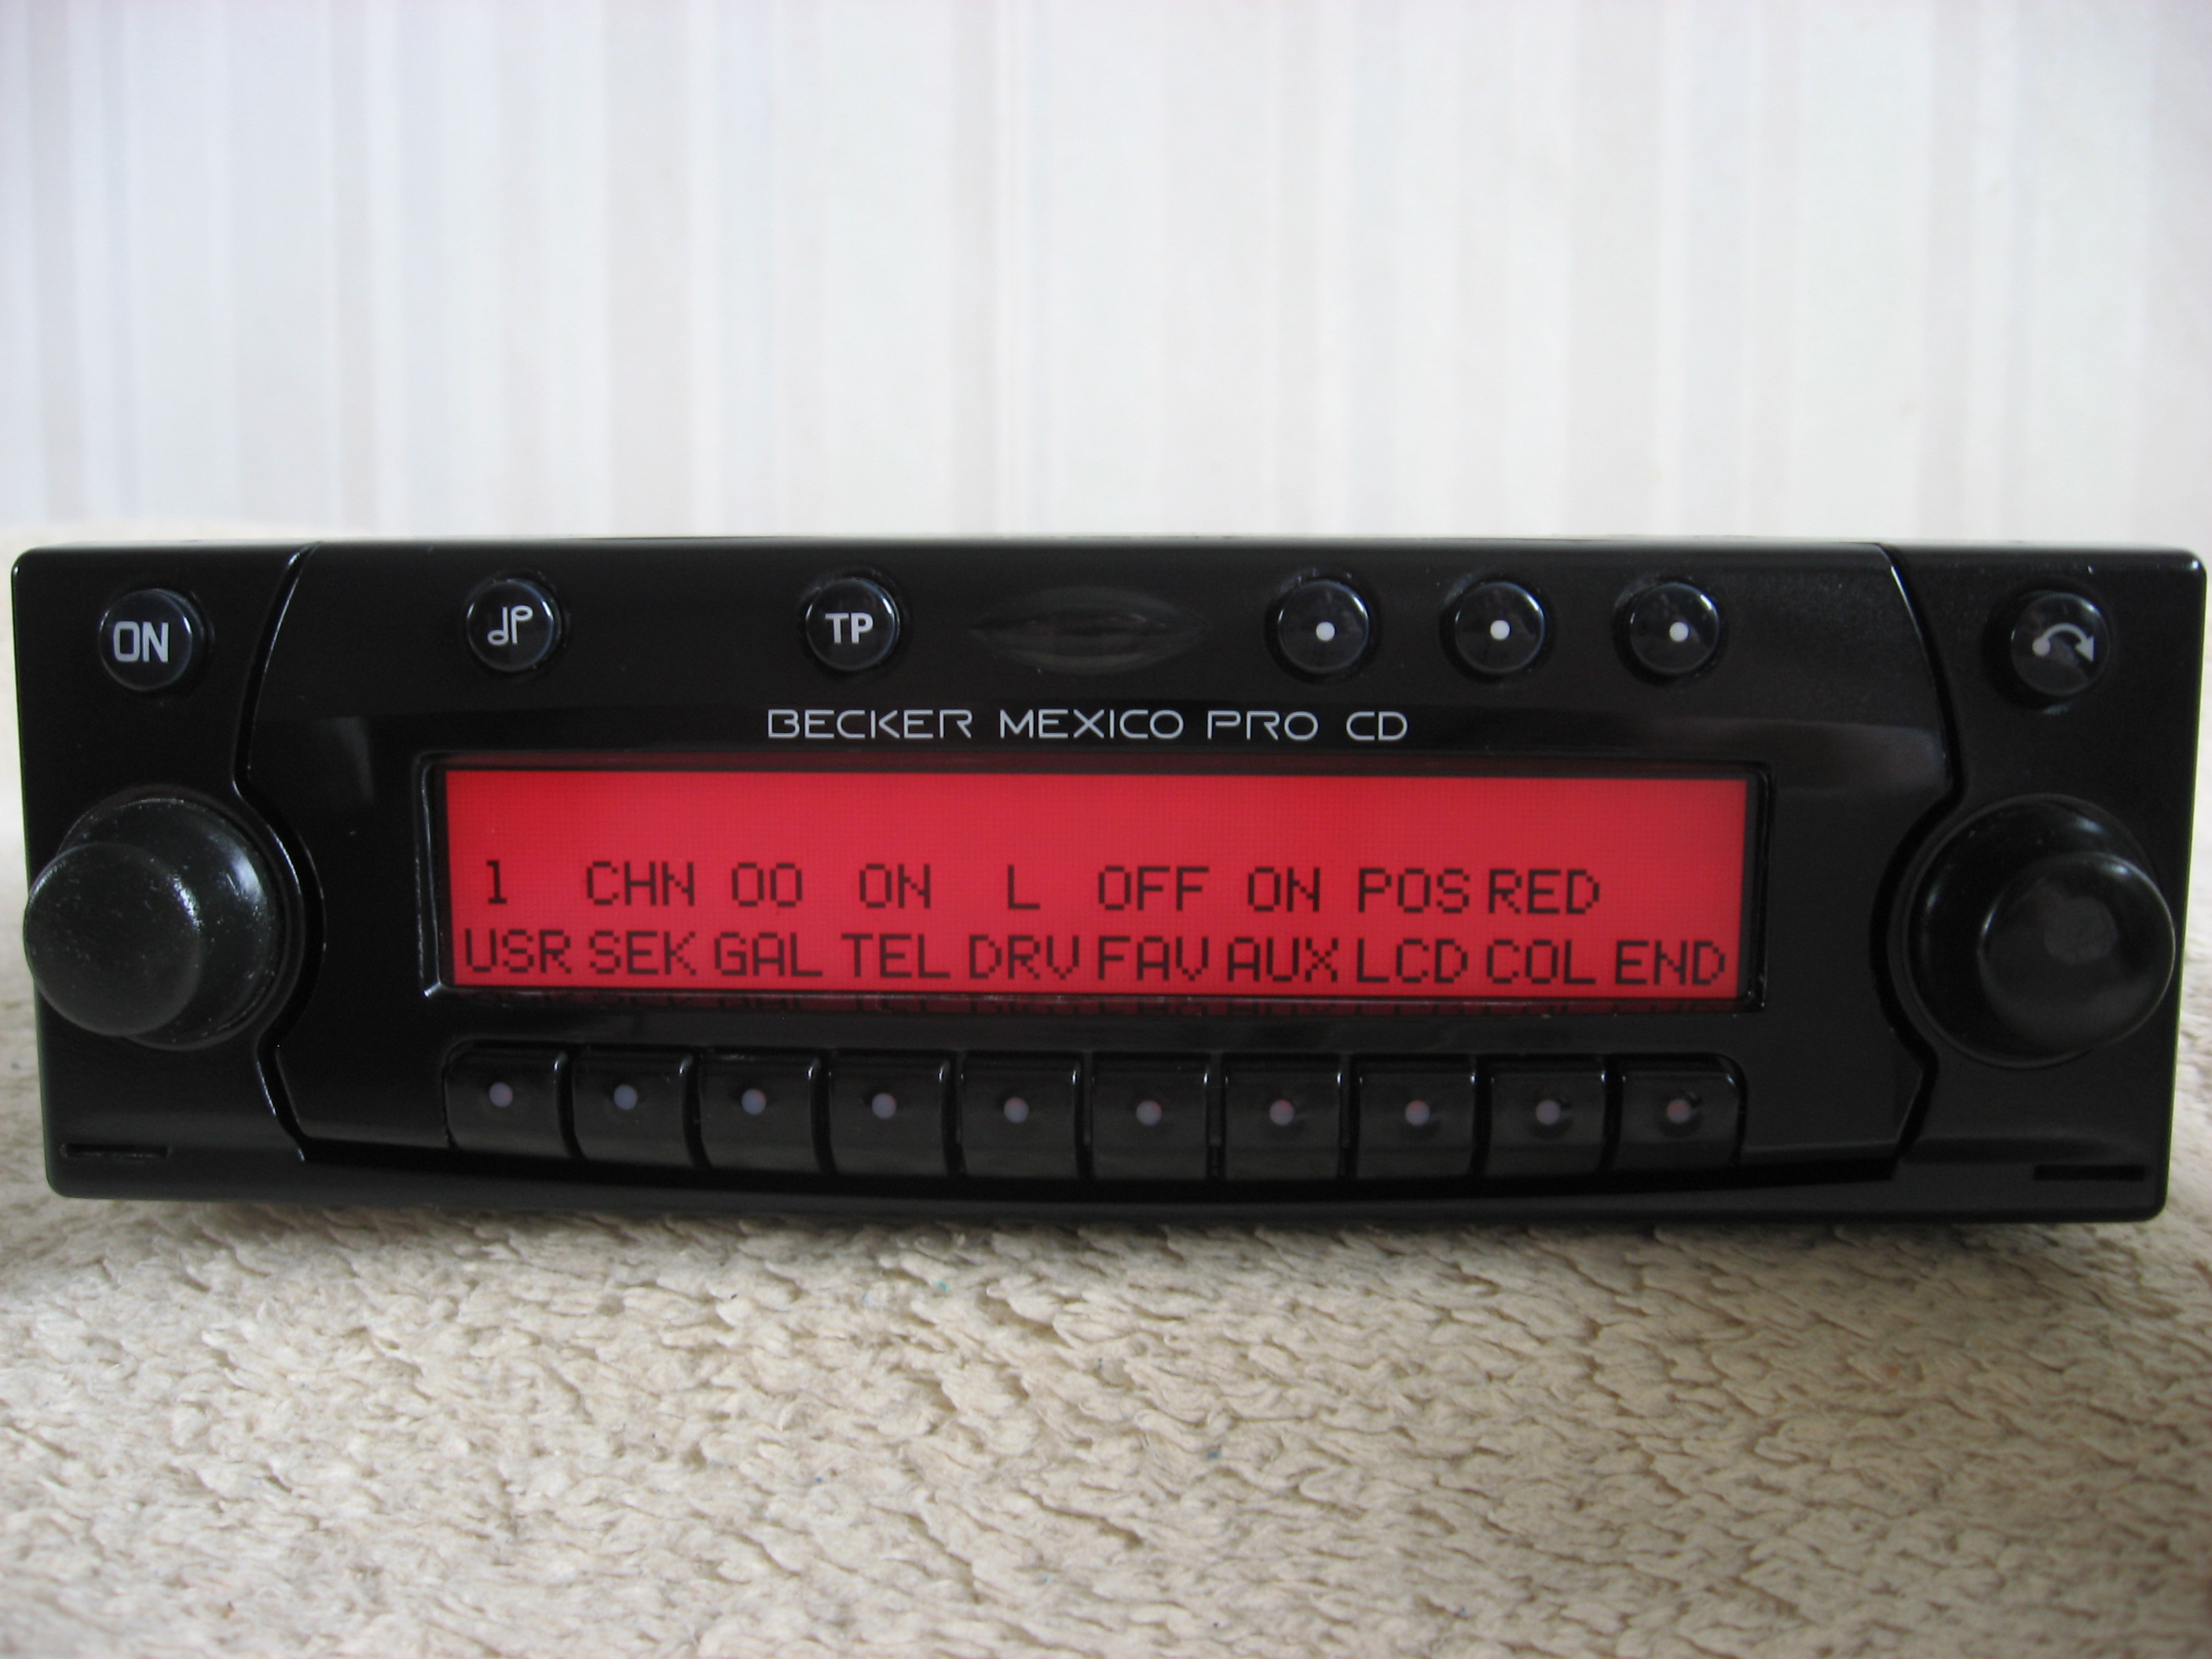 ON TP
BECKER MEXICO PRO CD
1 CHN 00 ON L OFF ON POS RED
USR SEK GAL TEL DRV FAV AUX LCD COL END